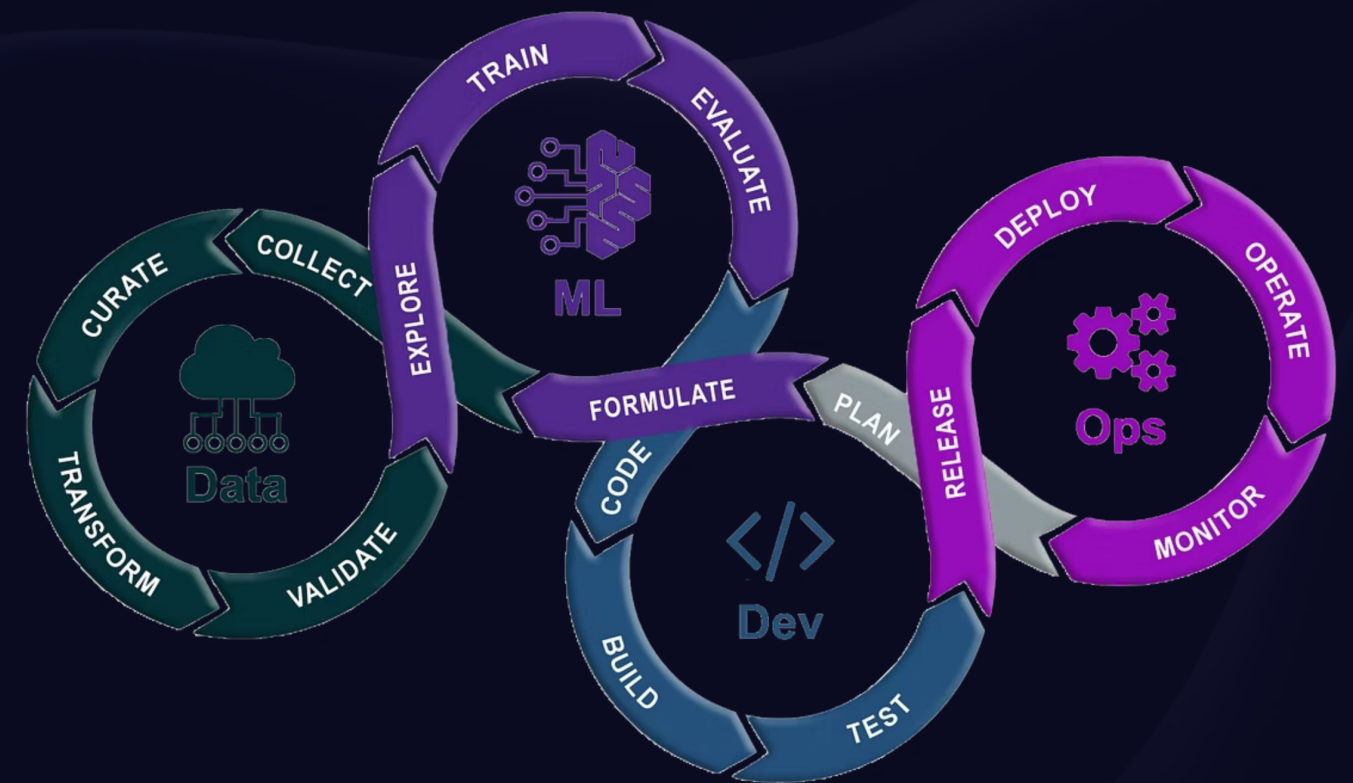 TRAIN
EVALUATE
DEPLOY
OPERATE
COLLECT
CURATE
EXPLORE
ML
FORMULATE
PLAN
RELEASE
Ops
CODE
Data
TRANSFORM
VALIDATE
MONITOR
Dev
BUILD
TEST